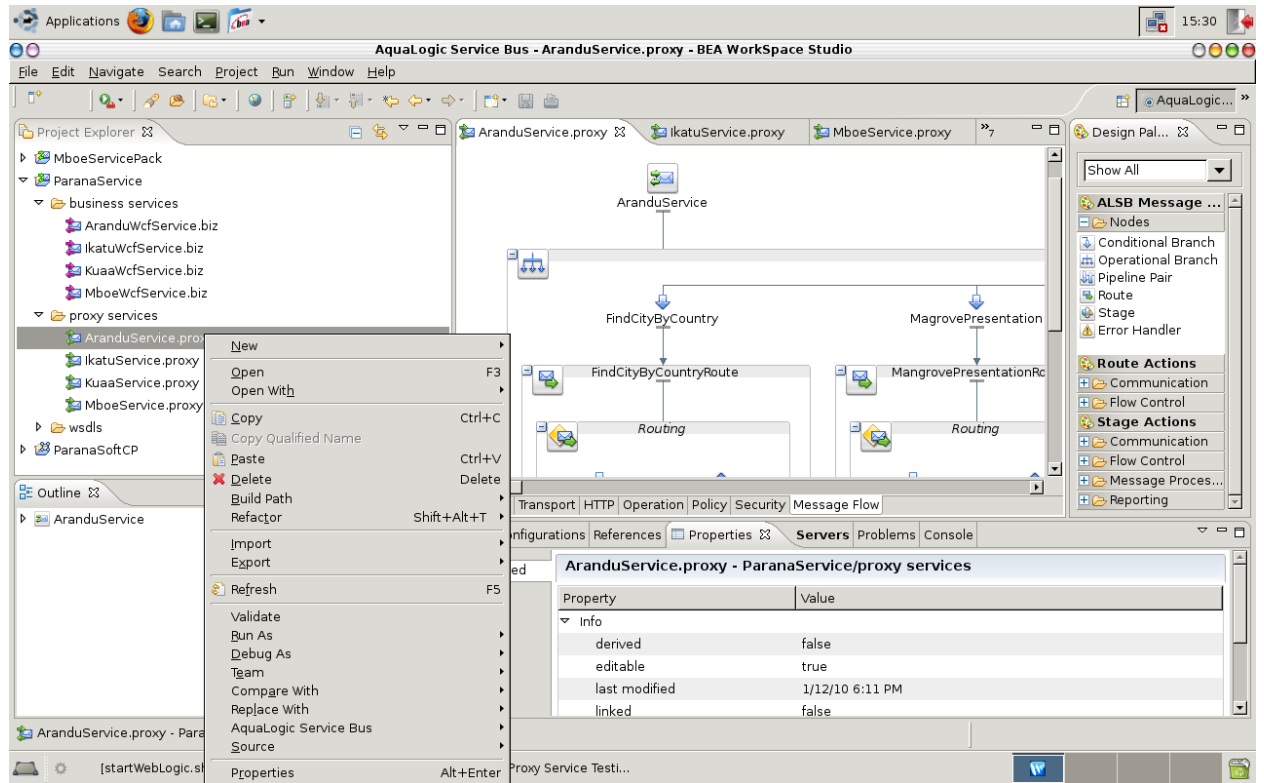 Applications
15:30
AquaLogic Service Bus - AranduService.proxy - BEA WorkSpace Studio
File Edit Navigate Search Project Run Window Help
AquaLogic... »
Project Explorer
MboeServicePack
ParanaService
business services
AranduWcfService.biz
IkatuWcfService.biz
KuaaWcfService.biz
MboeWcfService.biz
proxy services
AranduService.prox
IkatuService.proxy
KuaaService.proxy
MboeService.proxy
wsdls
ParanaSoftCP
Outline
AranduService
New
Open F3
Open With
Copy Ctrl+C
Copy Qualified Name
Paste Ctrl+V
Delete Delete
Build Path
Refactor Shift+Alt+T
Import
Export
Refresh F5
Validate
Run As
Debug As
Team
Compare With
Replace With
AquaLogic Service Bus
Source
Properties Alt+Enter
AranduService.proxy IkatuService.proxy MboeService.proxy »7
AranduService
FindCityByCountry MagrovePresentation
FindCityByCountryRoute MangrovePresentationRo
Routing Routing
Transport HTTP Operation Policy Security Message Flow
Design Pal...
Show All
ALSB Message ...
Nodes
Conditional Branch
Operational Branch
Pipeline Pair
Route
Stage
Error Handler
Route Actions
Communication
Flow Control
Stage Actions
Communication
Flow Control
Message Proces...
Reporting
nfigurations References Properties Servers Problems Console
ed
AranduService.proxy - ParanaService/proxy services
Property Value
Info
derived false
editable true
last modified 1/12/10 6:11 PM
linked false
AranduService.proxy - Para
[startWebLogic.sh Proxy Service Testi...